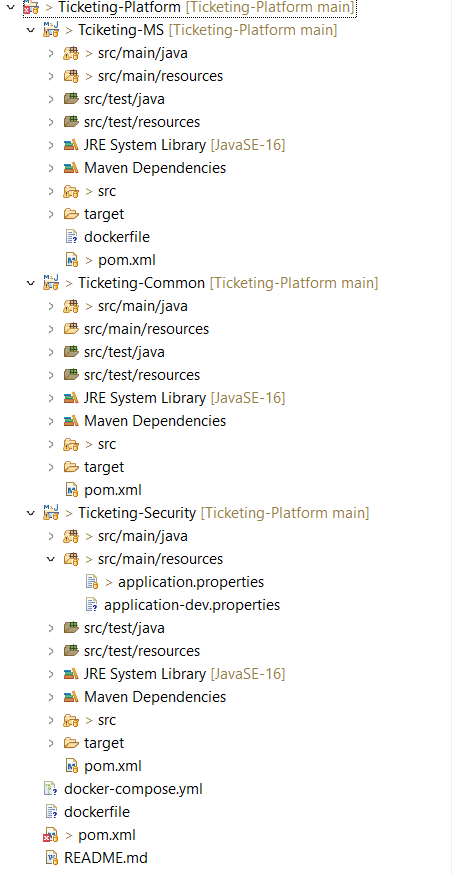 > Ticketing-Platform [Ticketing-Platform main]
> Tciketing-MS [Ticketing-Platform main]
> src/main/java
> src/main/resources
src/test/java
src/test/resources
JRE System Library [JavaSE-16]
Maven Dependencies
> src
target
dockerfile
> pom.xml
> Ticketing-Common [Ticketing-Platform main]
> src/main/java
src/main/resources
src/test/java
src/test/resources
JRE System Library [JavaSE-16]
Maven Dependencies
> src
target
pom.xml
> Ticketing-Security [Ticketing-Platform main]
> src/main/java
> src/main/resources
> application.properties
application-dev.properties
src/test/java
src/test/resources
JRE System Library [JavaSE-16]
Maven Dependencies
> src
target
pom.xml
docker-compose.yml
dockerfile
> pom.xml
README.md